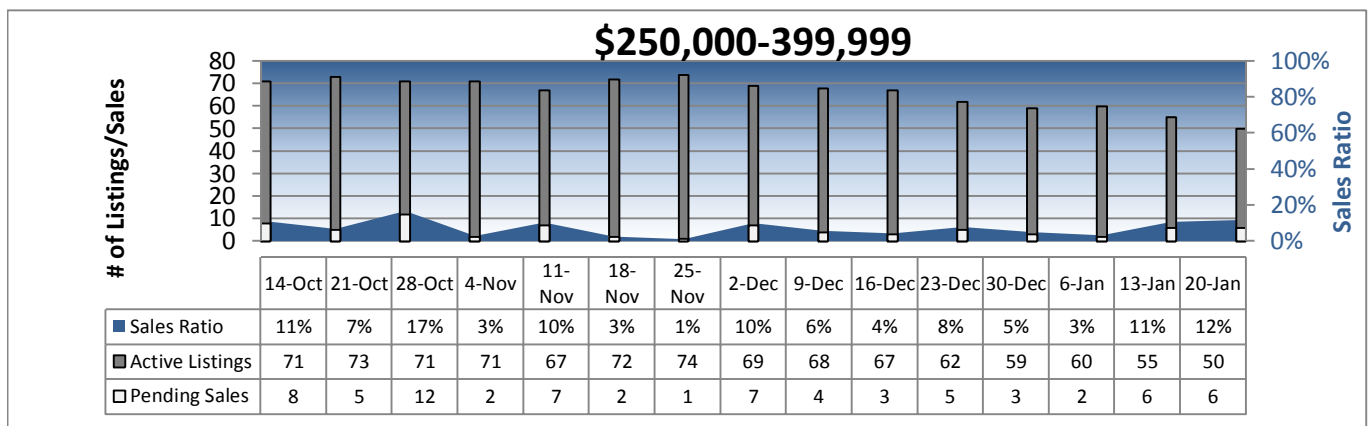 $250,000-399,999
# of Listings/Sales
80
70
60
50
40
30
20
10
0
100%
80%
60%
40%
20%
0%
Sales Ratio
14-Oct 21-Oct 28-Oct 4-Nov 11-Nov 18-Nov 25-Nov 2-Dec 9-Dec 16-Dec 23-Dec 30-Dec 6-Jan 13-Jan 20-Jan
Sales Ratio 11% 7% 17% 3% 10% 3% 1% 10% 6% 4% 8% 5% 3% 11% 12%
Active Listings 71 73 71 71 67 72 74 69 68 67 62 59 60 55 50
Pending Sales 8 5 12 2 7 2 1 7 4 3 5 3 2 6 6